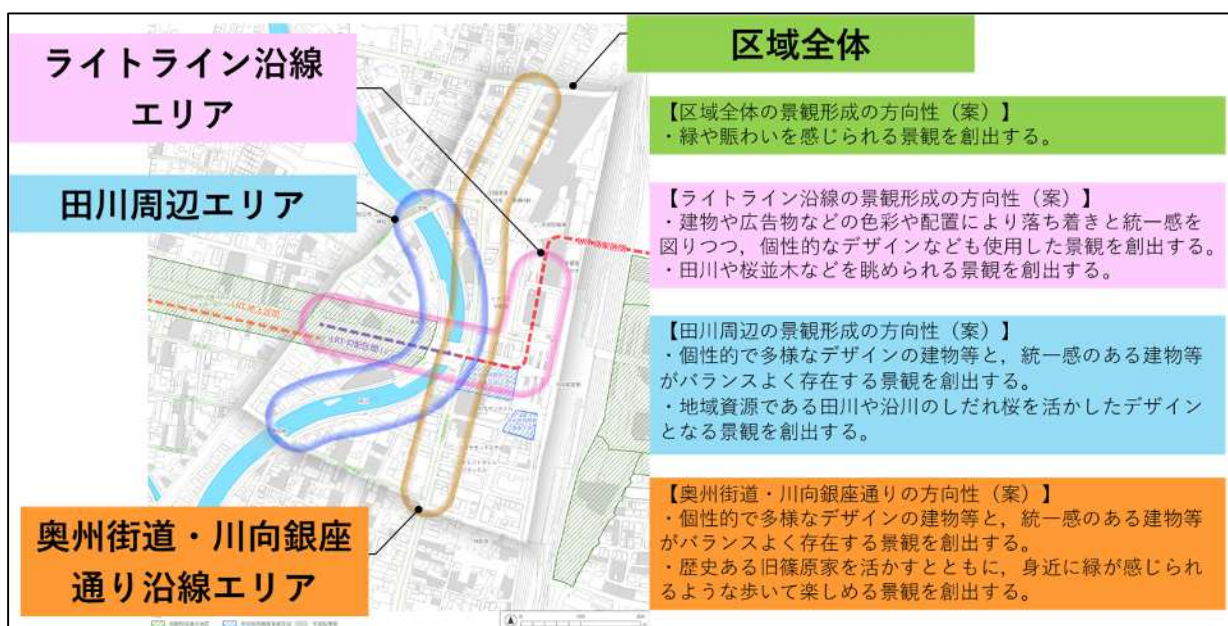 ライトライン沿線
エリア
田川周辺エリア
奥州街道・川向銀座
通り沿線エリア
区域全体
【区域全体の景観形成の方向性（案）】
・緑や賑わいを感じられる景観を創出する。
【ライトライン沿線の景観形成の方向性（案）】
・建物や広告物などの色彩や配置により落ち着きと統一感を
図りつつ，個性的なデザインなども使用した景観を創出する。
・田川や桜並木などを眺められる景観を創出する。
【田川周辺の景観形成の方向性（案）】
・個性的で多様なデザインの建物等と，統一感のある建物等
がバランスよく存在する景観を創出する。
・地域資源である田川や沿川のしだれ桜を活かしたデザイン
となる景観を創出する。
【奥州街道・川向銀座通りの方向性（案）】
・個性的で多様なデザインの建物等と，統一感のある建物等
がバランスよく存在する景観を創出する。
・歴史ある旧篠原家を活かすとともに，身近に緑が感じられ
るような歩いて楽しめる景観を創出する。